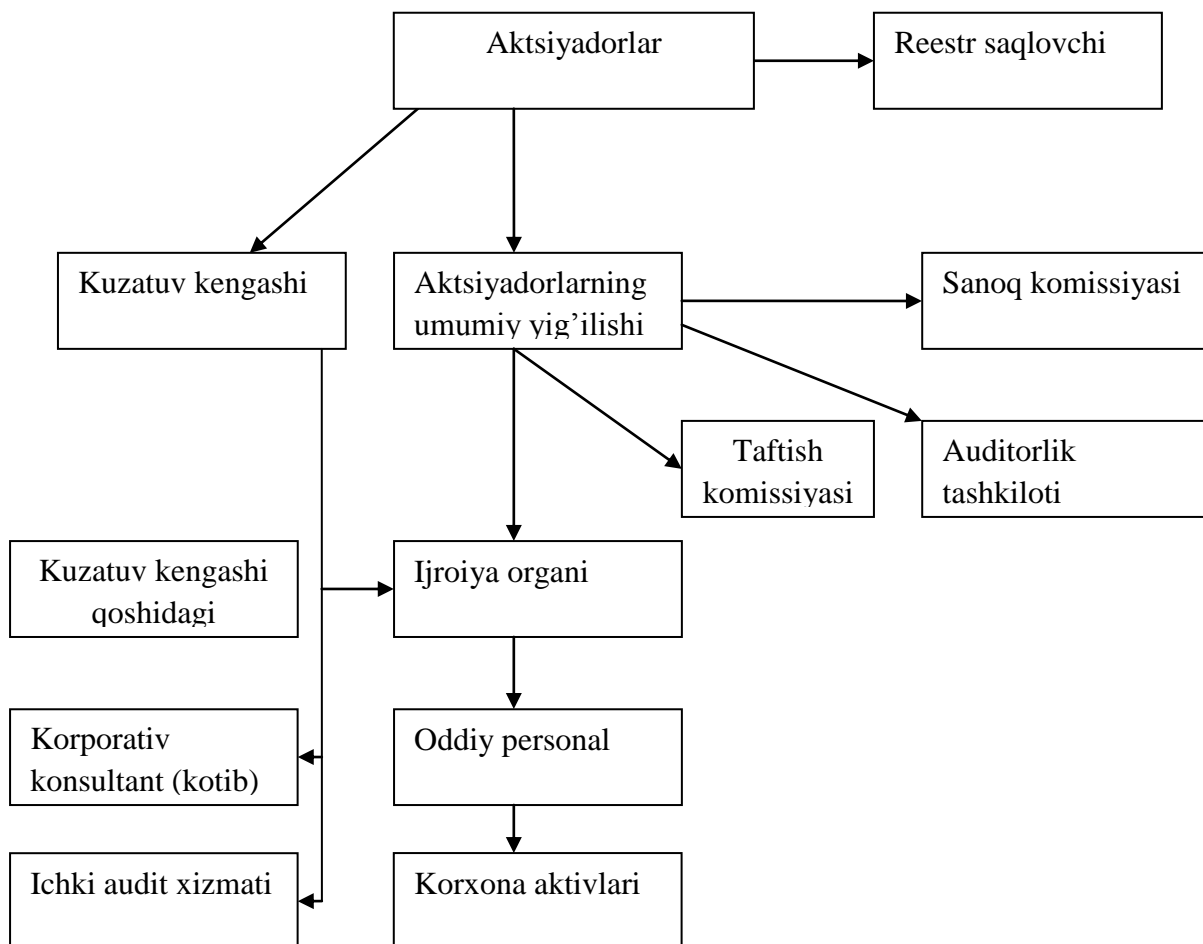 Aktsiyadorlar
Reestr saqlovchi
Kuzatuv kengashi
Aktsiyadorlarning
umumiy yig’ilishi
Sanoq komissiyasi
Taftish
komissiyasi
Auditorlik
tashkiloti
Kuzatuv kengashi
qoshidagi
Ijroiya organi
Korporativ
konsultant (kotib)
Oddiy personal
Ichki audit xizmati
Korxona aktivlari